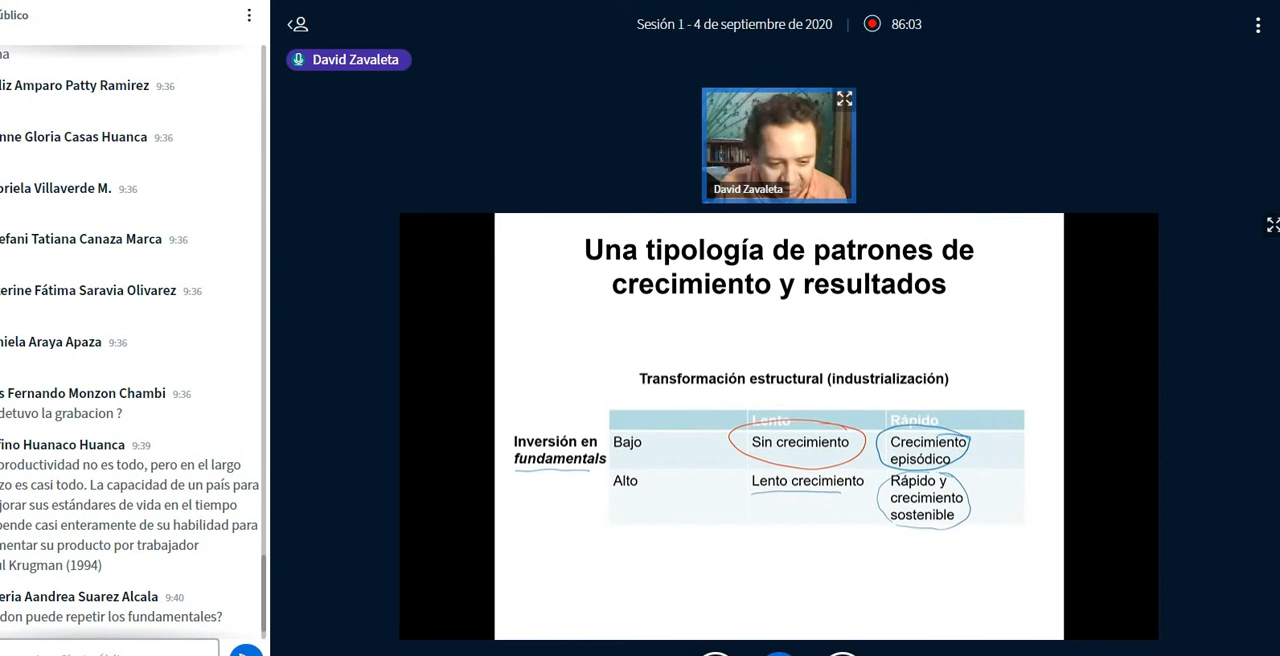 úblico
na
liz Amparo Patty Ramirez 9:36
nne Gloria Casas Huanca 9:36
briela Villaverde M. 9:36
efani Tatiana Canaza Marca 9:36
terine Fátima Saravia Olivarez 9:36
niela Araya Apaza 9:36
s Fernando Monzon Chambi 9:36
detuvo la grabacion ?
fino Huanaco Huanca 9:39
productividad no es todo, pero en el largo
zo es casi todo. La capacidad de un país para
jorar sus estándares de vida en el tiempo
pende casi enteramente de su habilidad para
mentar su producto por trabajador
ul Krugman (1994)
eria Aandrea Suarez Alcala 9:40
don puede repetir los fundamentales?
Sesión 1 - 4 de septiembre de 2020 | 86:03
David Zavaleta
David Zavaleta
Una tipología de patrones de
crecimiento y resultados
Transformación estructural (industrialización)
Lento Rápido
Inversión en
fundamentals
Bajo Sin crecimiento Crecimiento
episódico
Alto Lento crecimiento Rápido y
crecimiento
sostenible